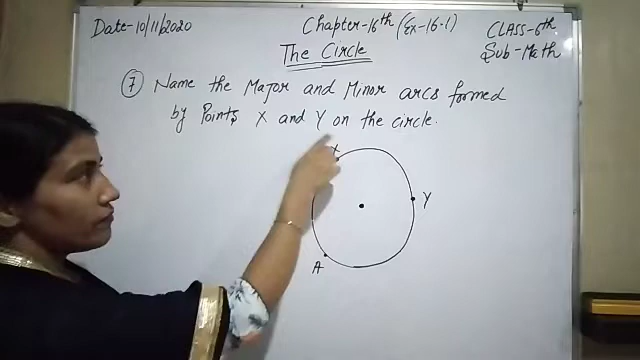 Date-10/11/2020
Chapter-16th (Ex-16-1)
CLASS-6th
The Circle
Sub-Math
7 Name the Major and Minor arcs formed
by Points X and Y on the circle.
X
Y
A